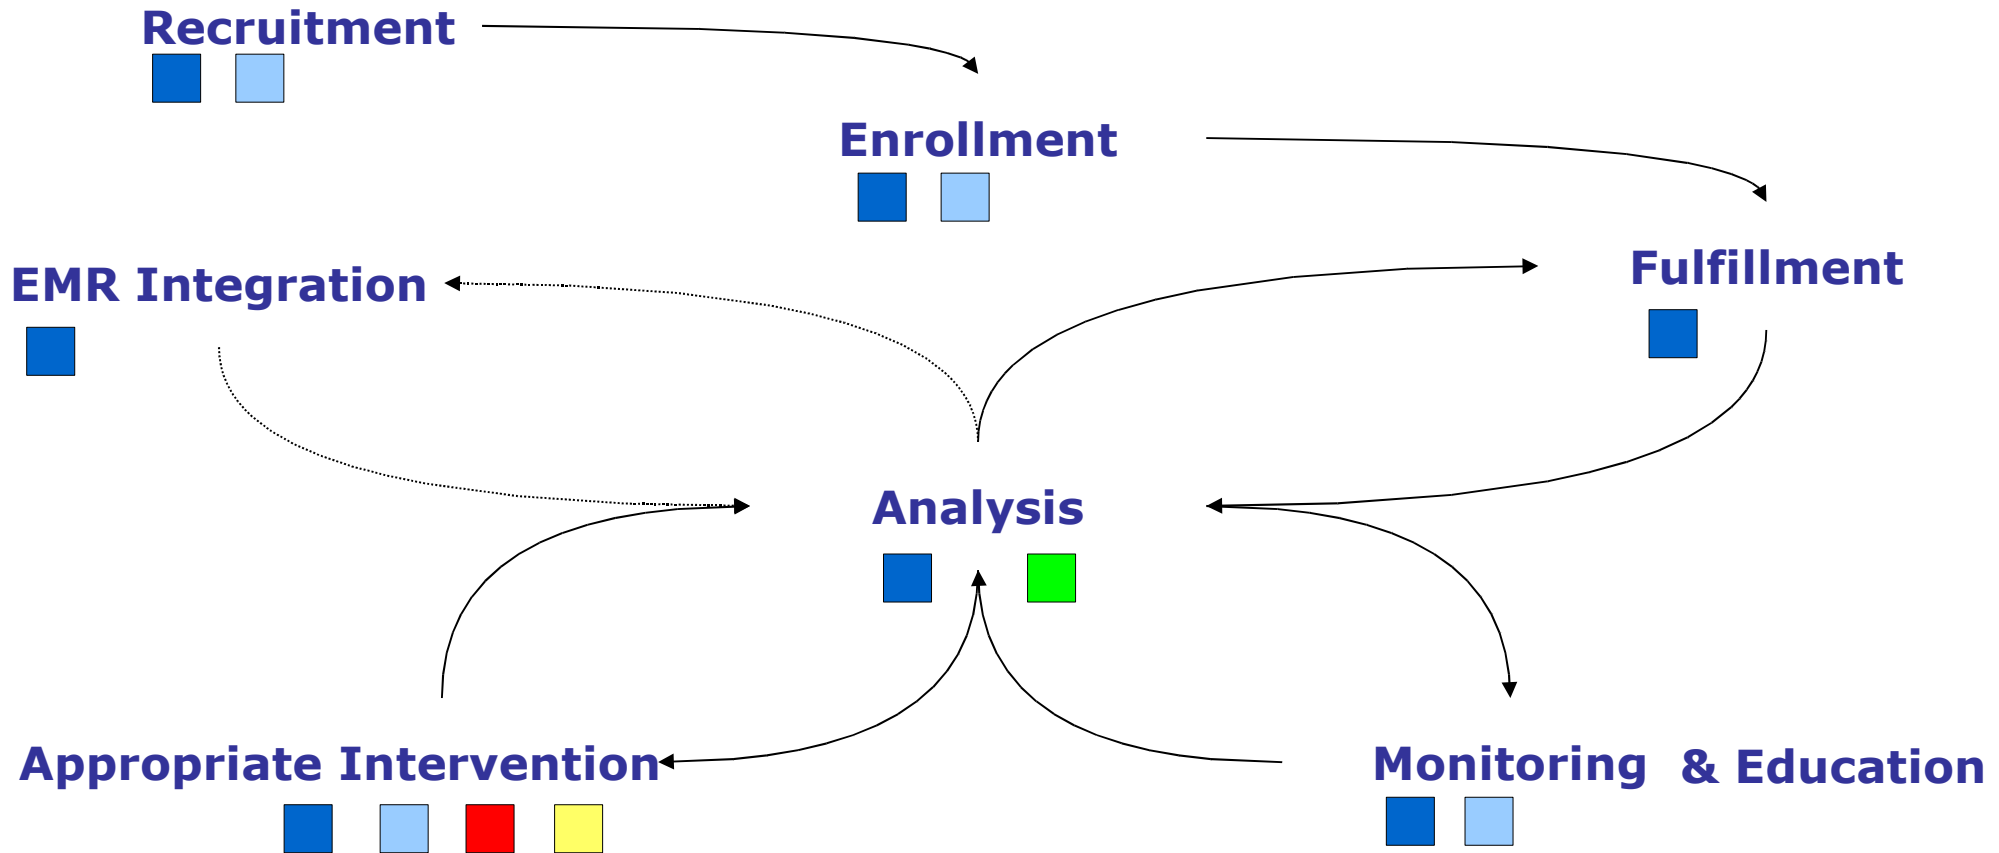 Recruitment
Enrollment
EMR Integration
Fulfillment
Analysis
Appropriate Intervention
Monitoring & Education